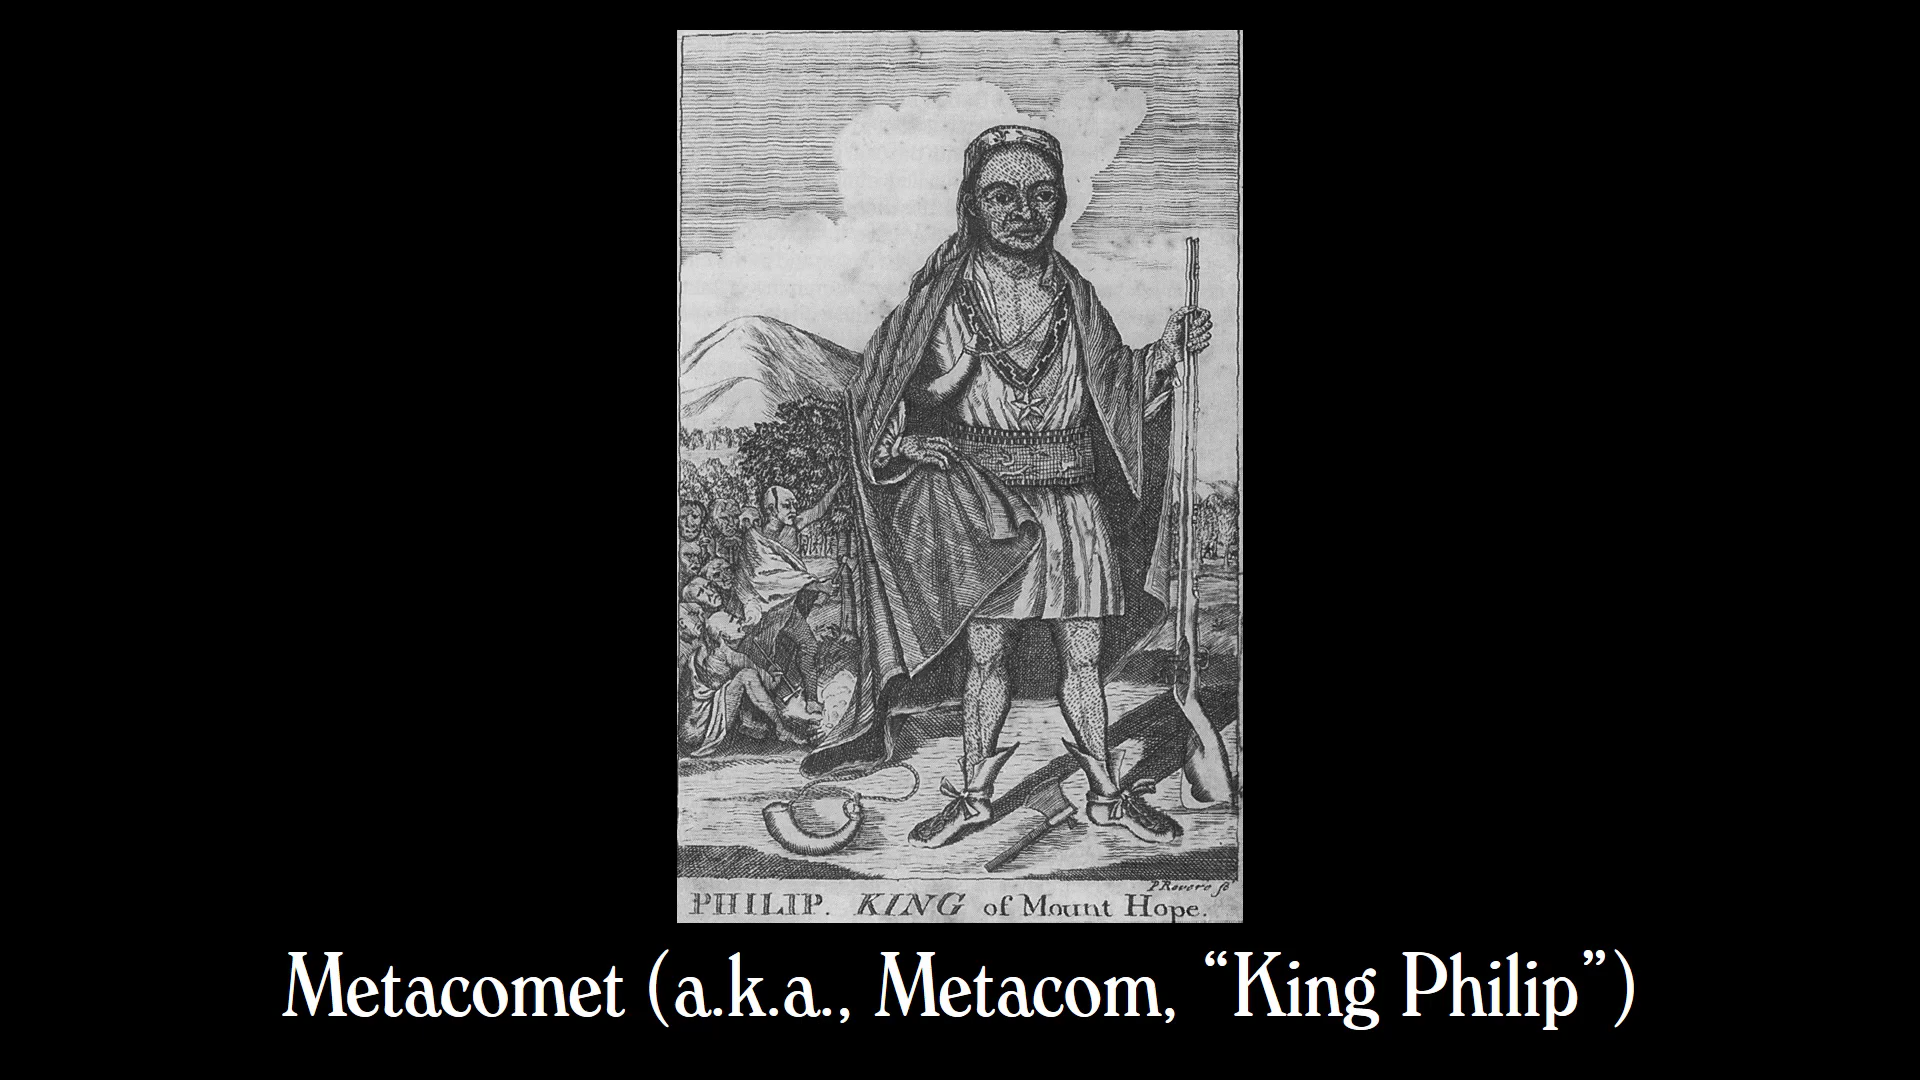 P Revere sc
PHILIP. KING of Mount Hope.
Metacomet (a.k.a., Metacom, “King Philip”)